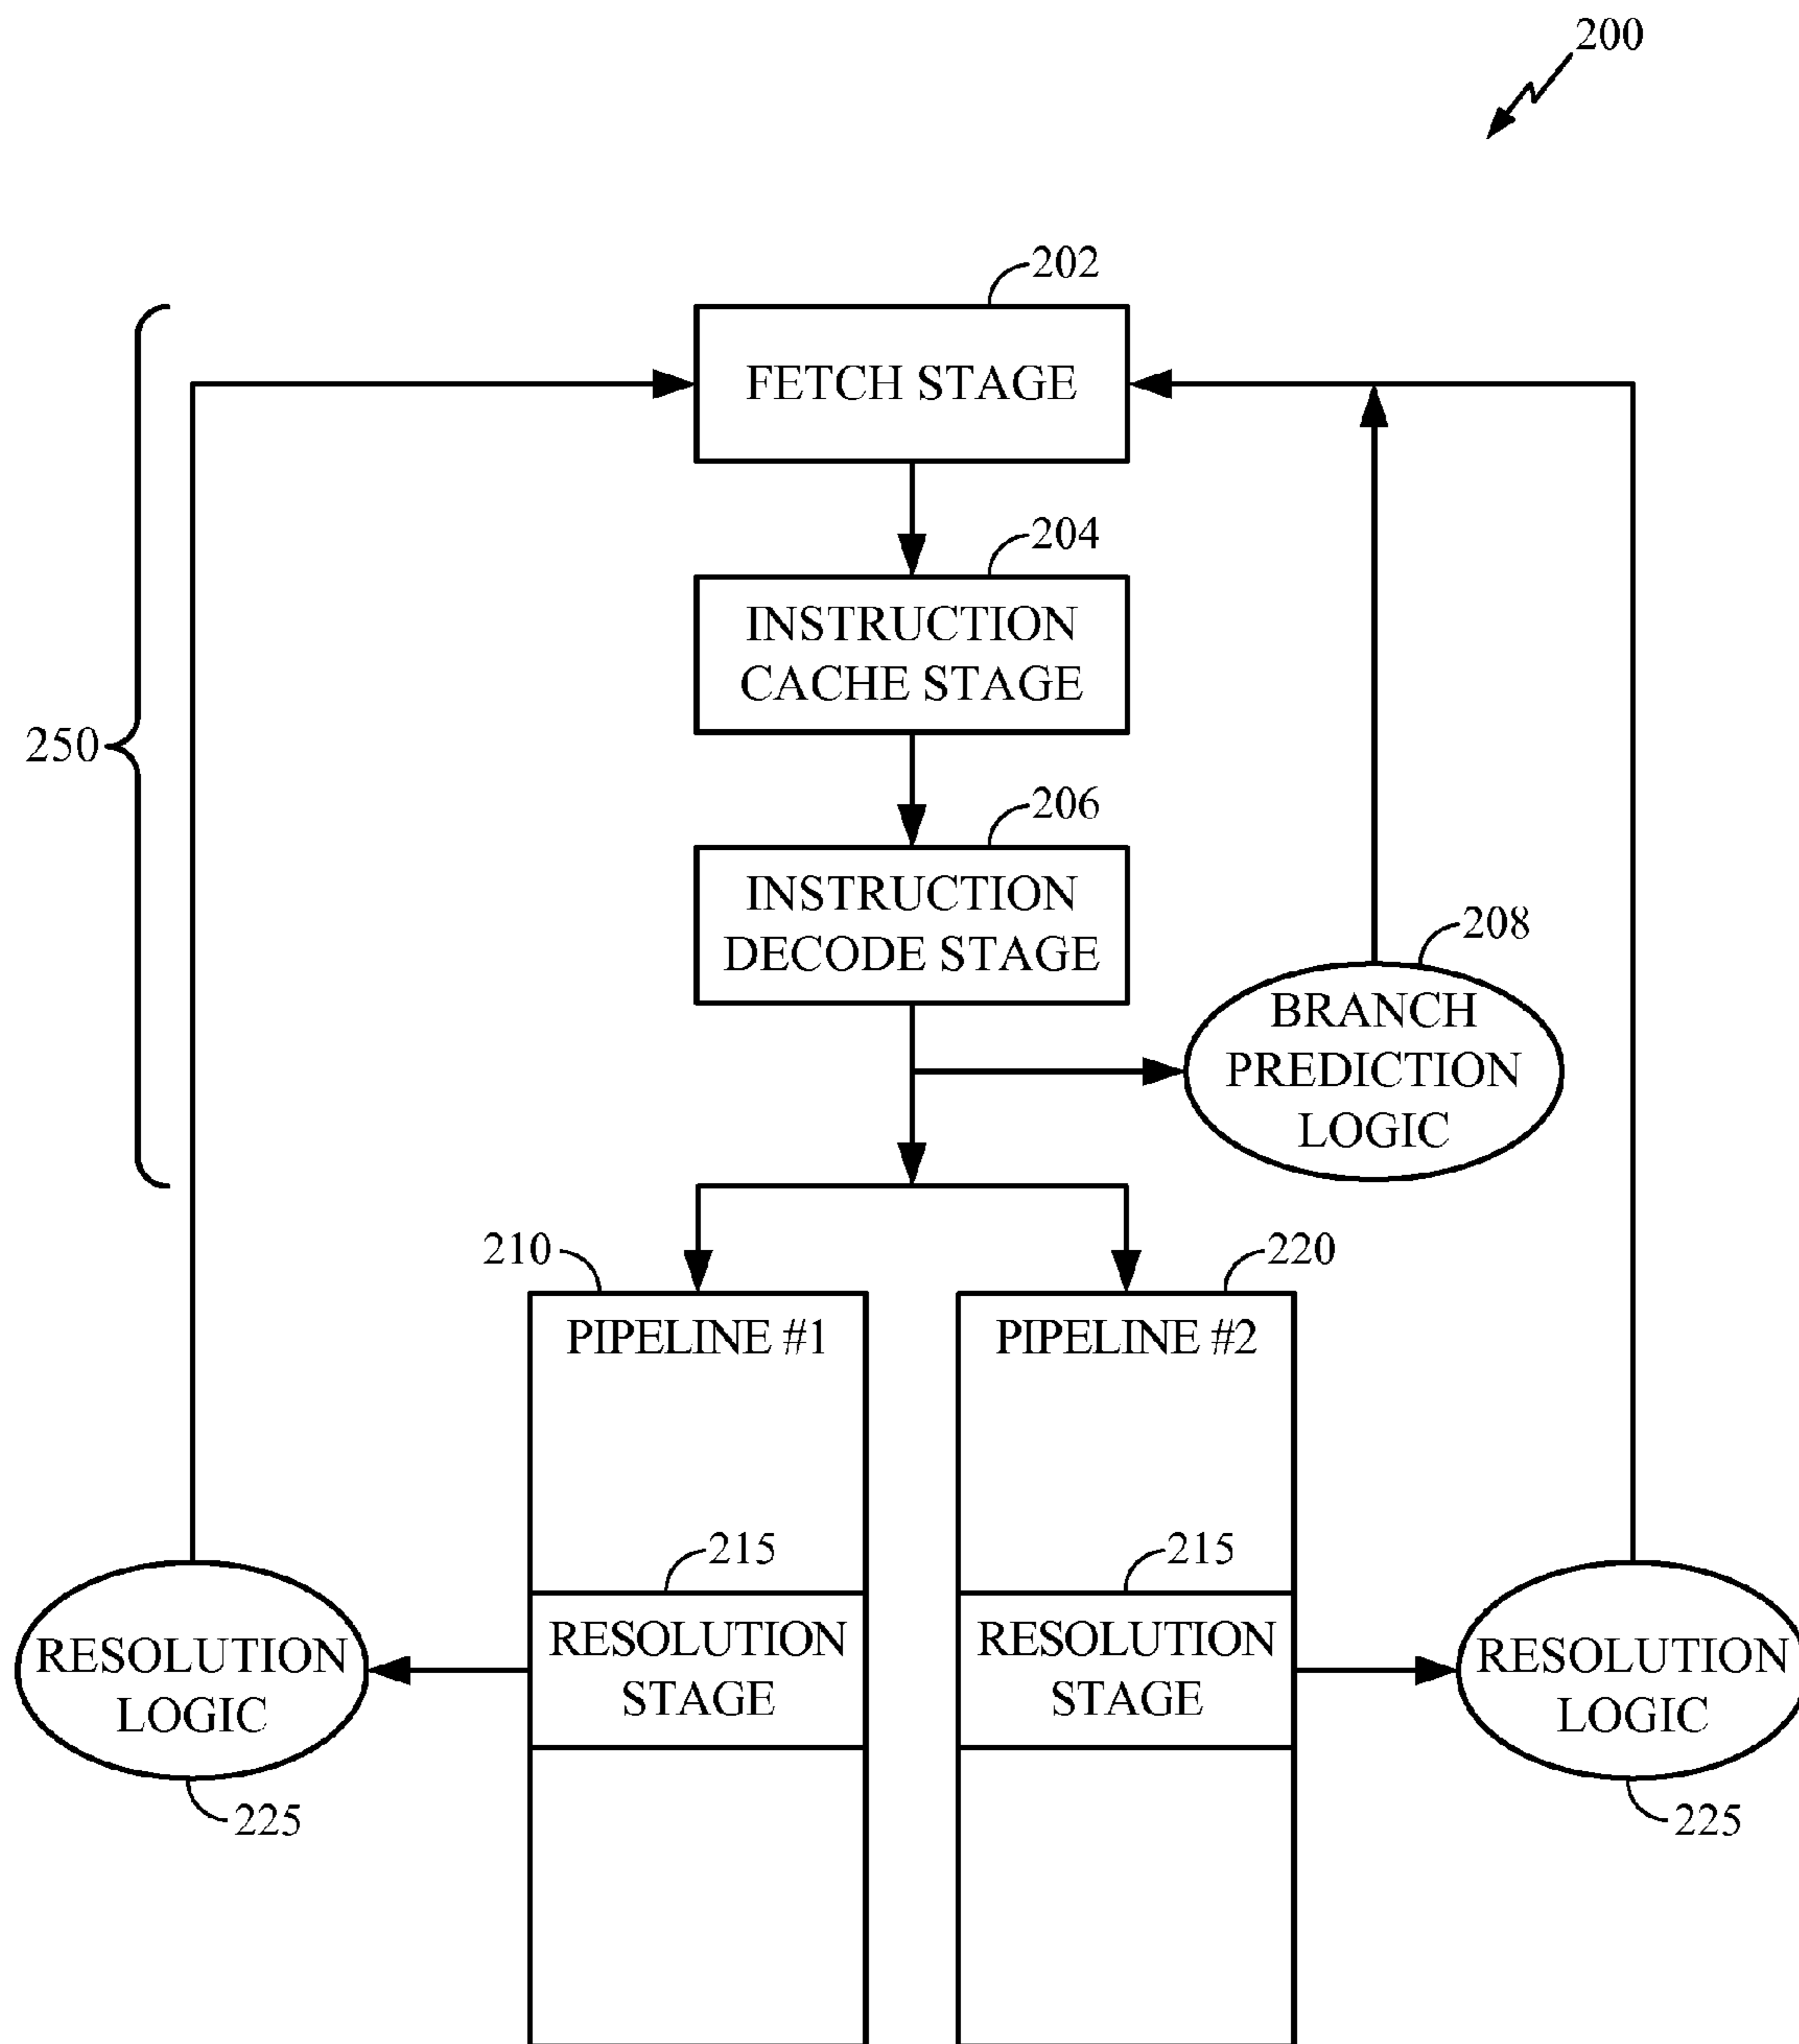 200
202
FETCH STAGE
204
INSTRUCTION
CACHE STAGE
250
206
INSTRUCTION
DECODE STAGE
208
BRANCH
PREDICTION
LOGIC
210
220
PIPELINE #1
PIPELINE #2
215
215
RESOLUTION
LOGIC
RESOLUTION
STAGE
RESOLUTION
STAGE
RESOLUTION
LOGIC
225
225